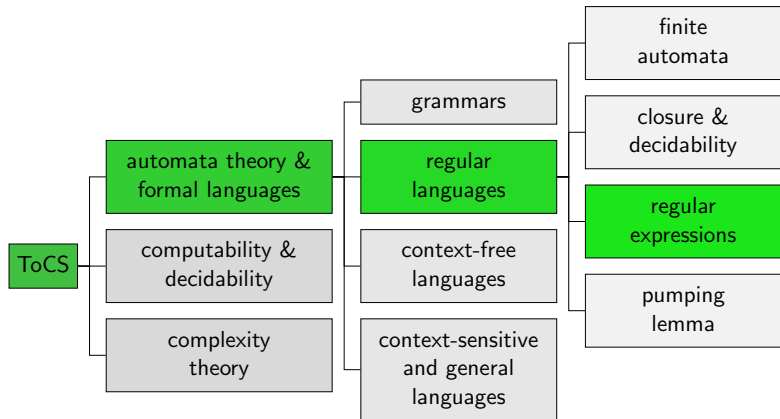 ToCS
automata theory &
formal languages
computability &
decidability
complexity
theory
grammars
regular
languages
context-free
languages
context-sensitive
and general
languages
finite
automata
closure &
decidability
regular
expressions
pumping
lemma